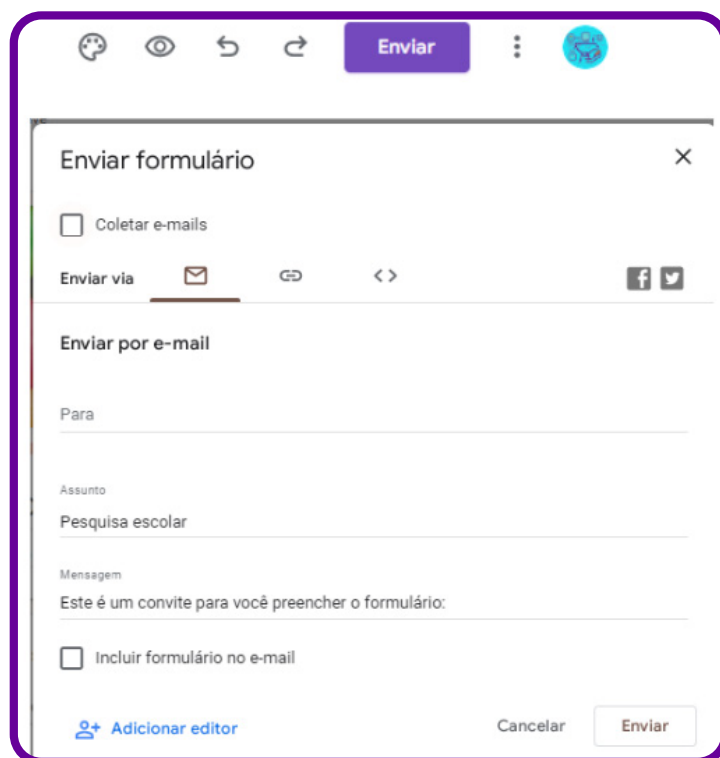 Enviar
Enviar formulário
Coletar e-mails
Enviar via
Enviar por e-mail
Para
Assunto
Pesquisa escolar
Mensagem
Este é um convite para você preencher o formulário:
Incluir formulário no e-mail
Adicionar editor
Cancelar
Enviar